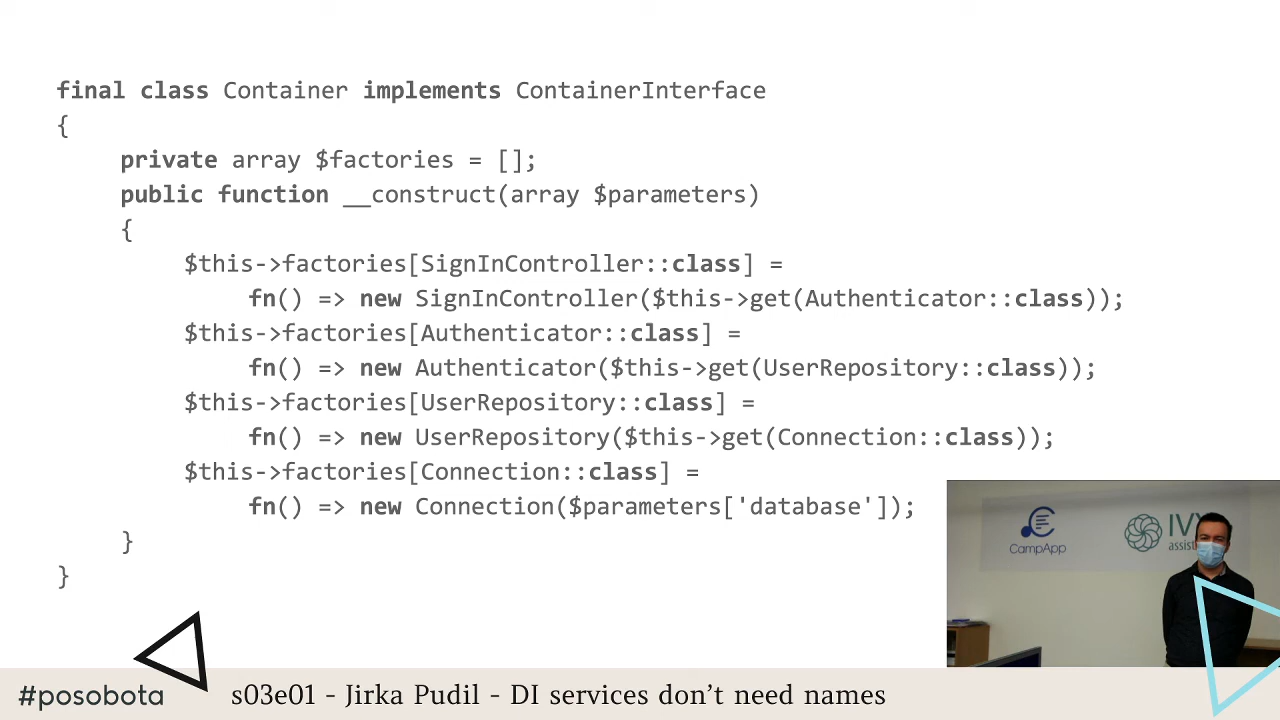 final class Container implements ContainerInterface
{
private array $factories = [];
public function __construct(array $parameters)
{
$this->factories[SignInController::class] =
fn() => new SignInController($this->get(Authenticator::class));
$this->factories[Authenticator::class] =
fn() => new Authenticator($this->get(UserRepository::class));
$this->factories[UserRepository::class] =
fn() => new UserRepository($this->get(Connection::class));
$this->factories[Connection::class] =
fn() => new Connection($parameters['database']);
}
}
CampApp
#posobota
s03e01 - Jirka Pudil - DI services don’t need names